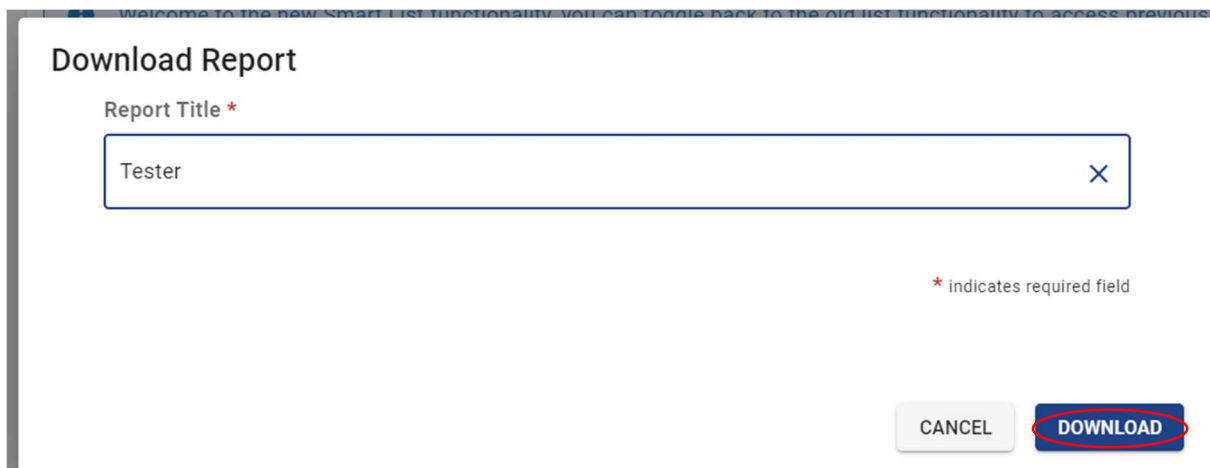 Welcome to the new Smart List functionality, you can toggle back to the old list functionality to access previous
Download Report
Report Title *
Tester
* indicates required field
CANCEL DOWNLOAD